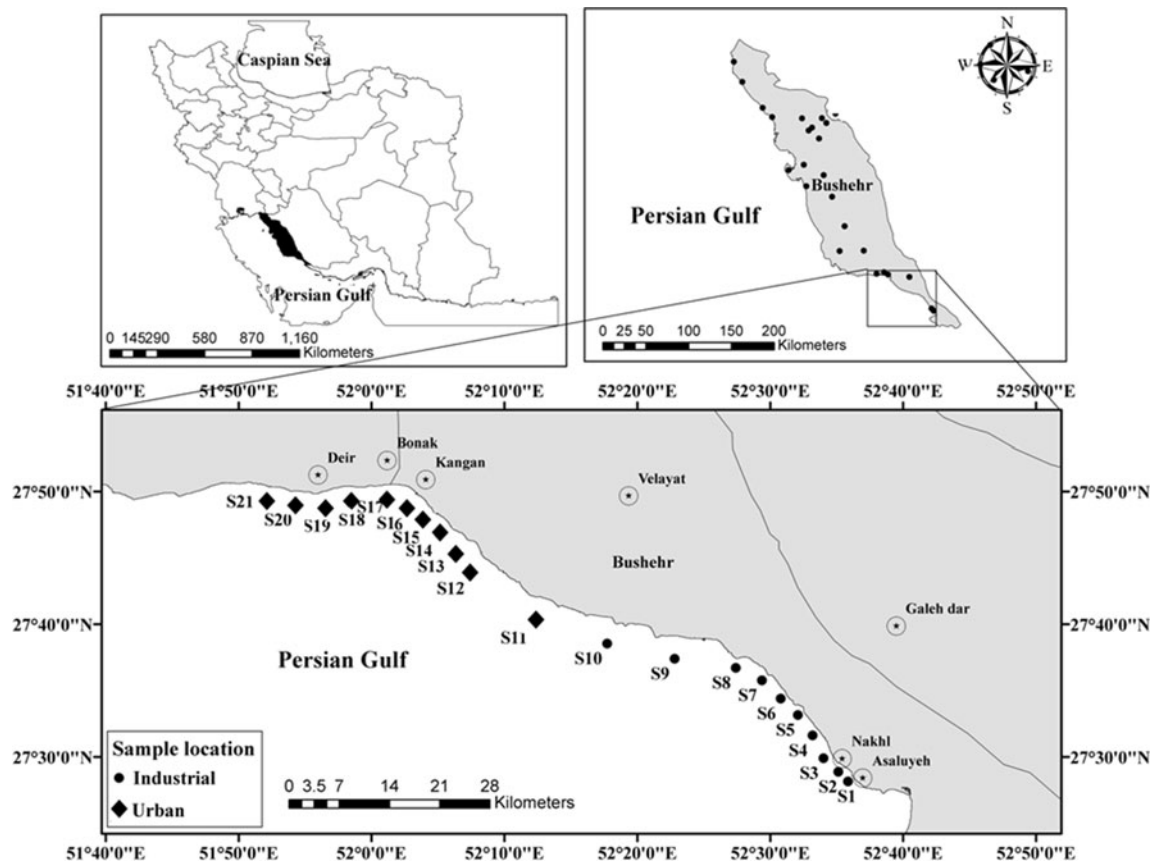 Caspian Sea
Persian Gulf
0 145290 580 870 1,160
Kilometers
N
W E
S
Bushehr
Persian Gulf
0 25 50 100 150 200
Kilometers
51°40'0"E 51°50'0"E 52°0'0"E 52°10'0"E 52°20'0"E 52°30'0"E 52°40'0"E 52°50'0"E
Bonak
Deir
Kangan
Velayat
27°50'0"N 27°50'0"N
S21
S20
S19
S18
S17
S16
S15
S14
S13
S12
Bushehr
Galeh dar
27°40'0"N 27°40'0"N
S11
S10
S9
S8
S7
S6
S5
S4
S3
S2
S1
Persian Gulf
Nakhl
Asaluyeh
27°30'0"N 27°30'0"N
Sample location
Industrial
Urban
0 3.5 7 14 21 28
Kilometers
51°40'0"E 51°50'0"E 52°0'0"E 52°10'0"E 52°20'0"E 52°30'0"E 52°40'0"E 52°50'0"E